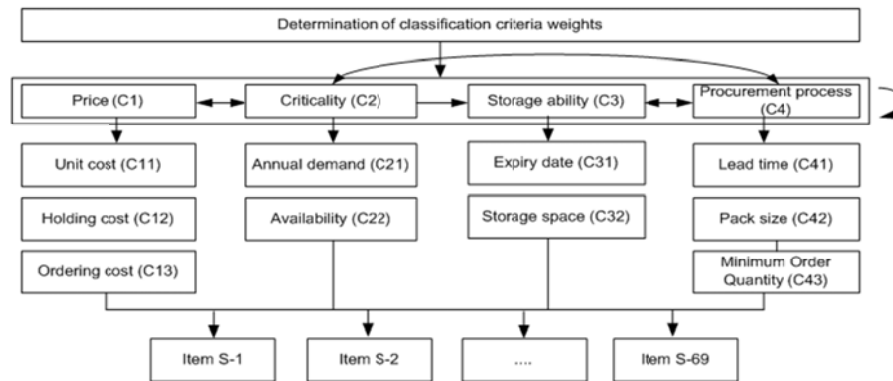 Determination of classification criteria weights
Price (C1)
Criticality (C2)
Storage ability (C3)
Procurement process
(C4)
Unit cost (C11)
Annual demand (C21)
Expiry date (C31)
Lead time (C41)
Holding cost (C12)
Availability (C22)
Storage space (C32)
Pack size (C42)
Ordering cost (C13)
Minimum Order
Quantity (C43)
Item S-1
Item S-2
....
Item S-69